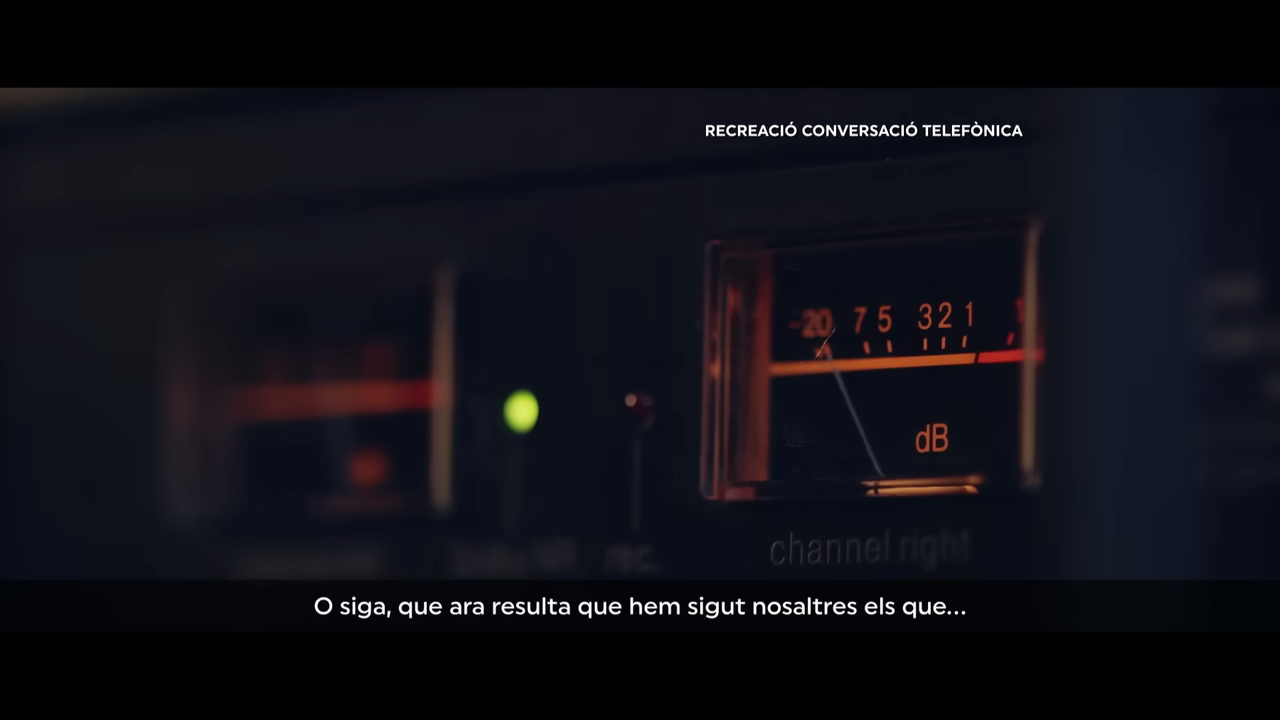 RECREACIÓ CONVERSACIÓ TELEFÒNICA
-20 7 5 3 2 1
dB
channel right
rec.
O siga, que ara resulta que hem sigut nosaltres els que...